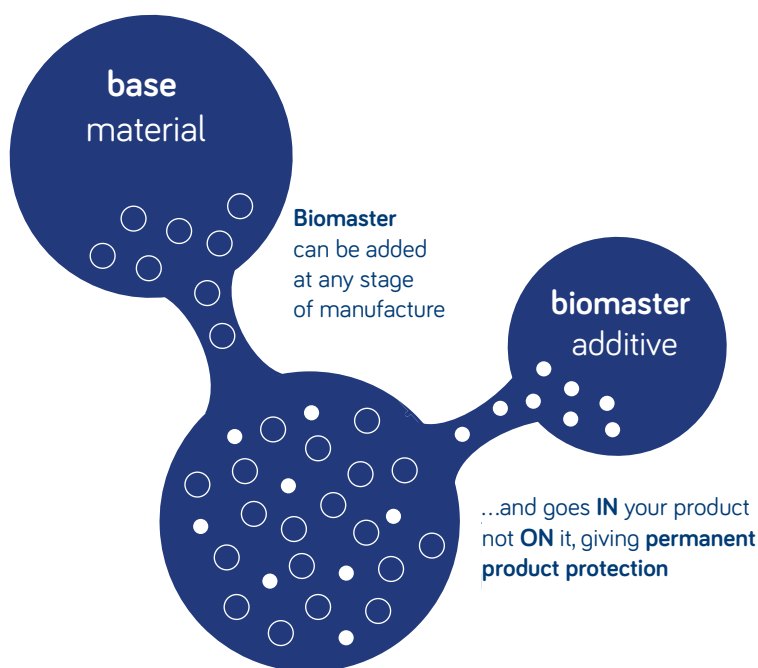 base
material
Biomaster
can be added
at any stage
of manufacture
biomaster
additive
...and goes IN your product
not ON it, giving permanent
product protection